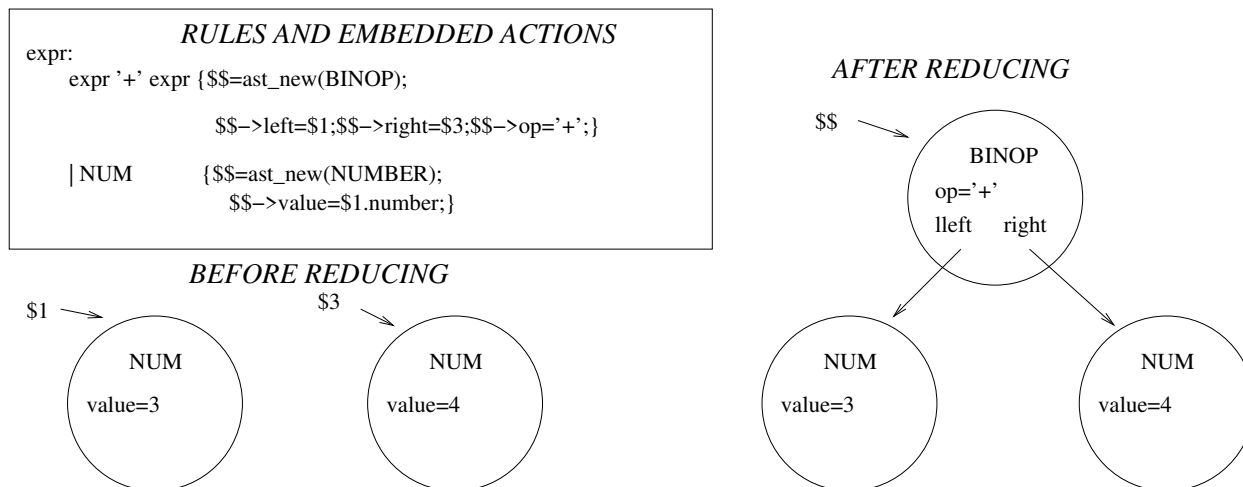 RULES AND EMBEDDED ACTIONS
expr:
expr '+' expr {$$=ast_new(BINOP);
$$->left=$1;$$->right=$3;$$->op='+';}
| NUM {$$=ast_new(NUMBER);
$$->value=$1.number;}
BEFORE REDUCING
$1
$3
NUM
value=3
NUM
value=4
AFTER REDUCING
$$
BINOP
op='+'
lleft right
NUM
value=3
NUM
value=4